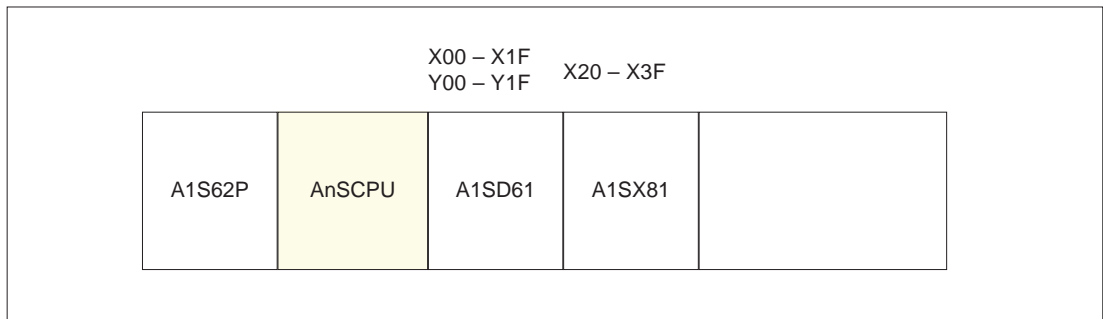 X00 – X1F
Y00 – Y1F
X20 – X3F
A1S62P
AnSCPU
A1SD61
A1SX81